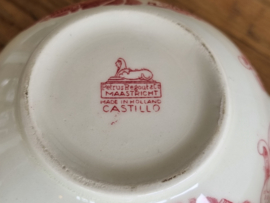 Petrus Regout & Co.
MAASTRICHT
MADE IN HOLLAND
CASTILLO